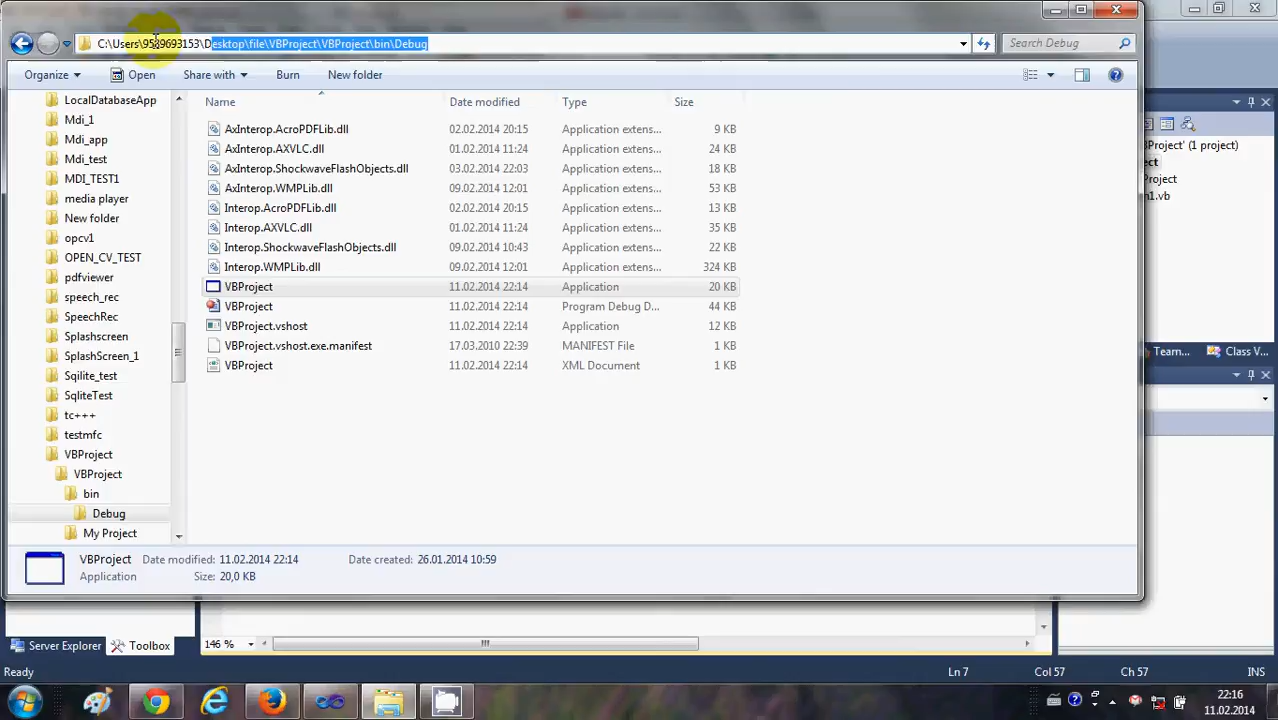 C:\Users\9539693153\Desktop\file\VBProject\VBProject\bin\Debug
Search Debug
Organize
Open
Share with
Burn
New folder
LocalDatabaseApp
Mdi_1
Mdi_app
Mdi_test
MDI_TEST1
media player
New folder
opcv1
OPEN_CV_TEST
pdfviewer
speech_rec
SpeechRec
Splashscreen
SplashScreen_1
Sqilite_test
SqliteTest
tc+++
testmfc
VBProject
VBProject
bin
Debug
My Project
Name Date modified Type Size
AxInterop.AcroPDFLib.dll 02.02.2014 20:15 Application extens... 9 KB
AxInterop.AXVLC.dll 01.02.2014 11:24 Application extens... 24 KB
AxInterop.ShockwaveFlashObjects.dll 03.02.2014 22:03 Application extens... 18 KB
AxInterop.WMPLib.dll 09.02.2014 12:01 Application extens... 53 KB
Interop.AcroPDFLib.dll 02.02.2014 20:15 Application extens... 13 KB
Interop.AXVLC.dll 01.02.2014 11:24 Application extens... 35 KB
Interop.ShockwaveFlashObjects.dll 09.02.2014 10:43 Application extens... 22 KB
Interop.WMPLib.dll 09.02.2014 12:01 Application extens... 324 KB
VBProject 11.02.2014 22:14 Application 20 KB
VBProject 11.02.2014 22:14 Program Debug D... 44 KB
VBProject.vshost 11.02.2014 22:14 Application 12 KB
VBProject.vshost.exe.manifest 17.03.2010 22:39 MANIFEST File 1 KB
VBProject 11.02.2014 22:14 XML Document 1 KB
VBProject Date modified: 11.02.2014 22:14 Date created: 26.01.2014 10:59
Application Size: 20,0 KB
BProject' (1 project)
ect
Project
n1.vb
Team... Class V...
Server Explorer Toolbox
146 %
Ready Ln 7 Col 57 Ch 57 INS
22:16
11.02.2014